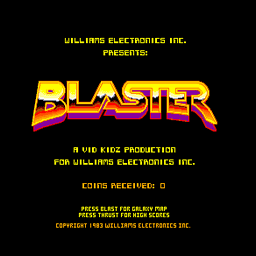 WILLIAMS ELECTRONICS INC.
PRESENTS:
BLASTER
A VID KIDZ PRODUCTION
FOR WILLIAMS ELECTRONICS INC.
COINS RECEIVED: 0
PRESS BLAST FOR GALAXY MAP
PRESS THRUST FOR HIGH SCORES
COPYRIGHT 1983 WILLIAMS ELECTRONICS INC.